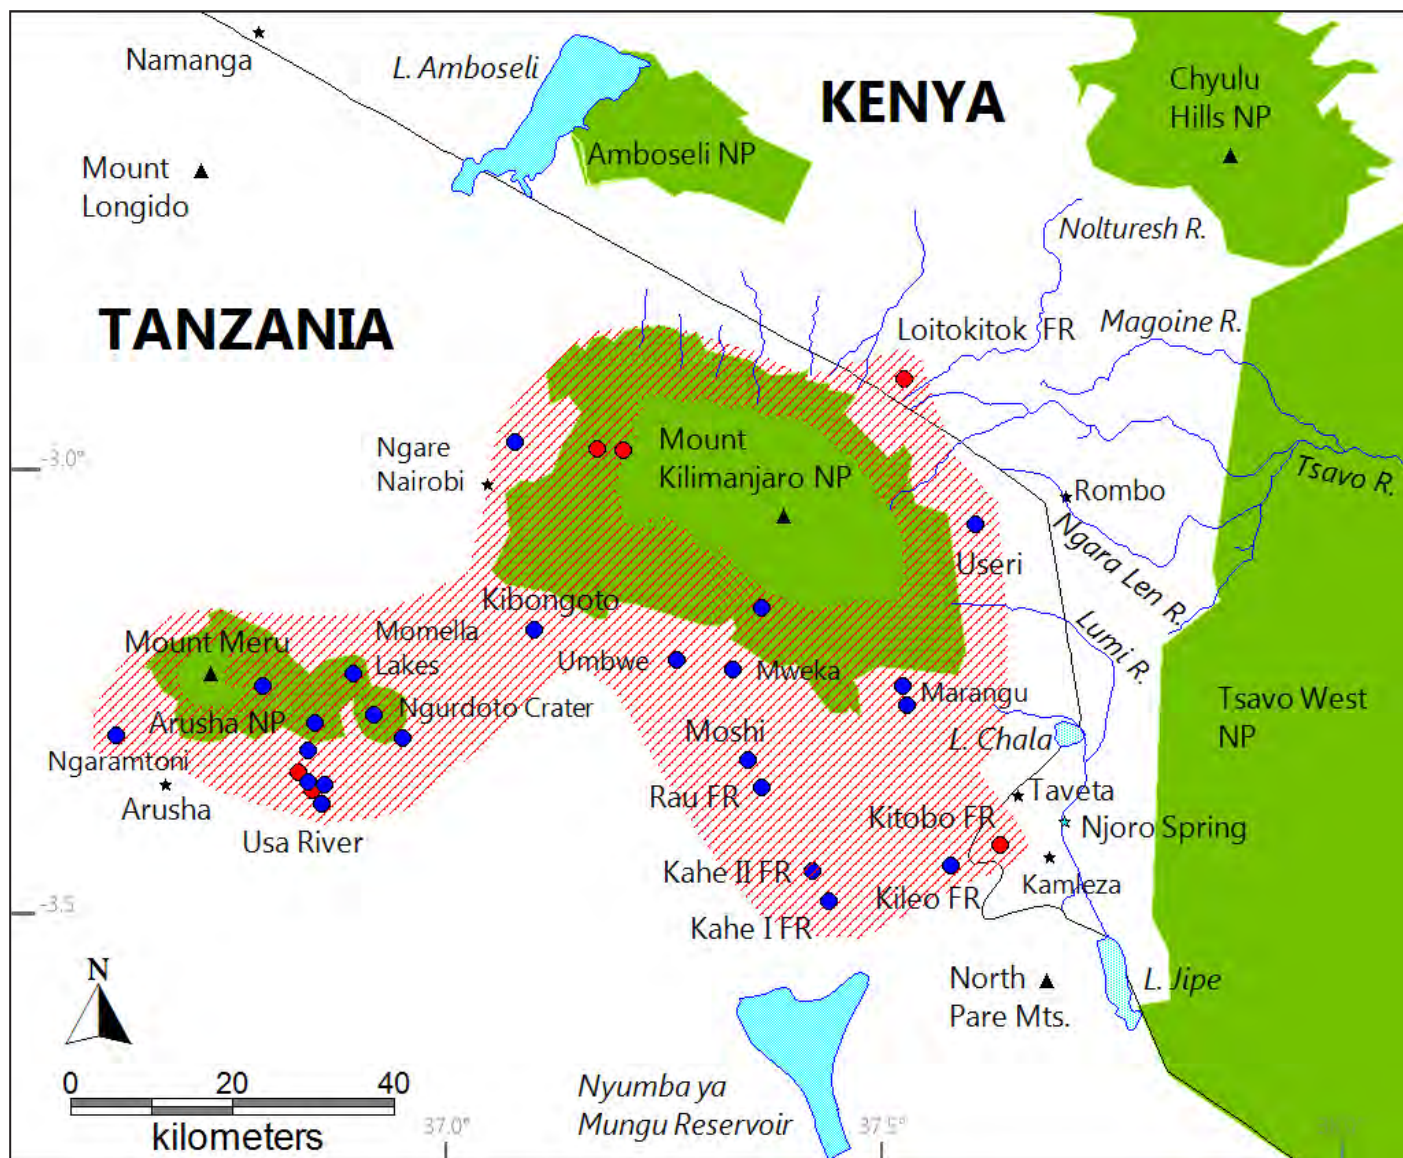 Namanga
L. Amboseli
KENYA
Chyulu
Hills NP
Amboseli NP
Mount
Longido
Nolturesh R.
TANZANIA
Loitokitok FR
Magoine R.
Ngare
Nairobi
Mount
Kilimanjaro NP
-3.0°
Tsavo R.
Rombo
Ngara Len R.
Useri
Kibongoto
Lumi R.
Mount Meru
Momella
Lakes
Umbwe
Mweka
Marangu
Tsavo West
NP
Arusha NP
Ngurdoto Crater
Moshi
L. Chala
Ngaramtoni
Arusha
Rau FR
Taveta
Usa River
Kitobo FR
Njoro Spring
Kahe II FR
Kileo FR
Kamleza
-3.5
Kahe I FR
N
North
Pare Mts.
L. Jipe
0 20 40
kilometers
Nyumba ya
Mungu Reservoir
37.0°
37.5°